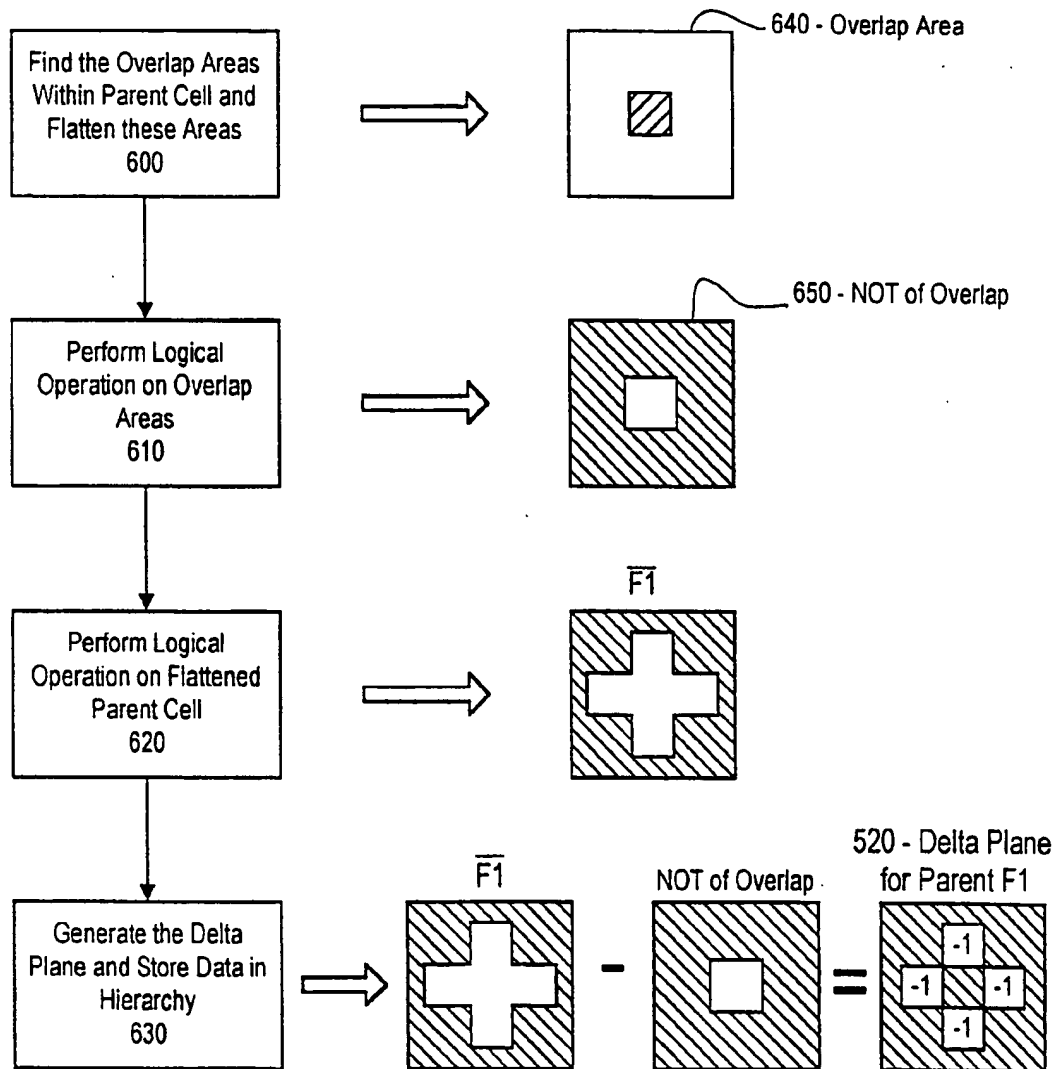 Find the Overlap Areas
Within Parent Cell and
Flatten these Areas
600
640 - Overlap Area
Perform Logical
Operation on Overlap
Areas
610
650 - NOT of Overlap
Perform Logical
Operation on Flattened
Parent Cell
620
F1
Generate the Delta
Plane and Store Data in
Hierarchy
630
F1
-
NOT of Overlap
=
520 - Delta Plane
for Parent F1
-1
-1
-1
-1